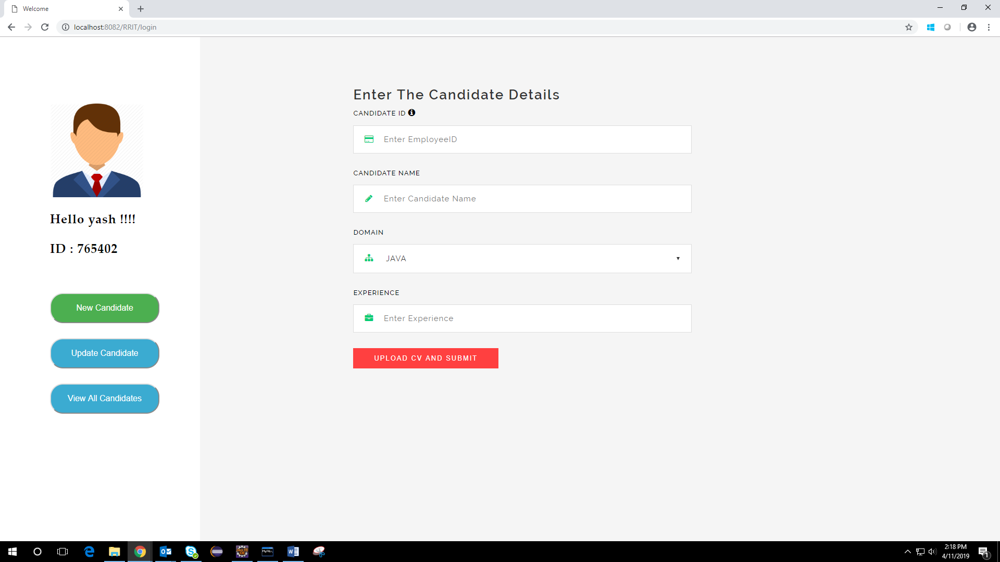 Welcome
localhost:8082/RRIT/login
Hello yash !!!!
ID : 765402
New Candidate
Update Candidate
View All Candidates
Enter The Candidate Details
CANDIDATE ID
Enter EmployeeID
CANDIDATE NAME
Enter Candidate Name
DOMAIN
JAVA
EXPERIENCE
Enter Experience
UPLOAD CV AND SUBMIT
2:18 PM
4/11/2019
1